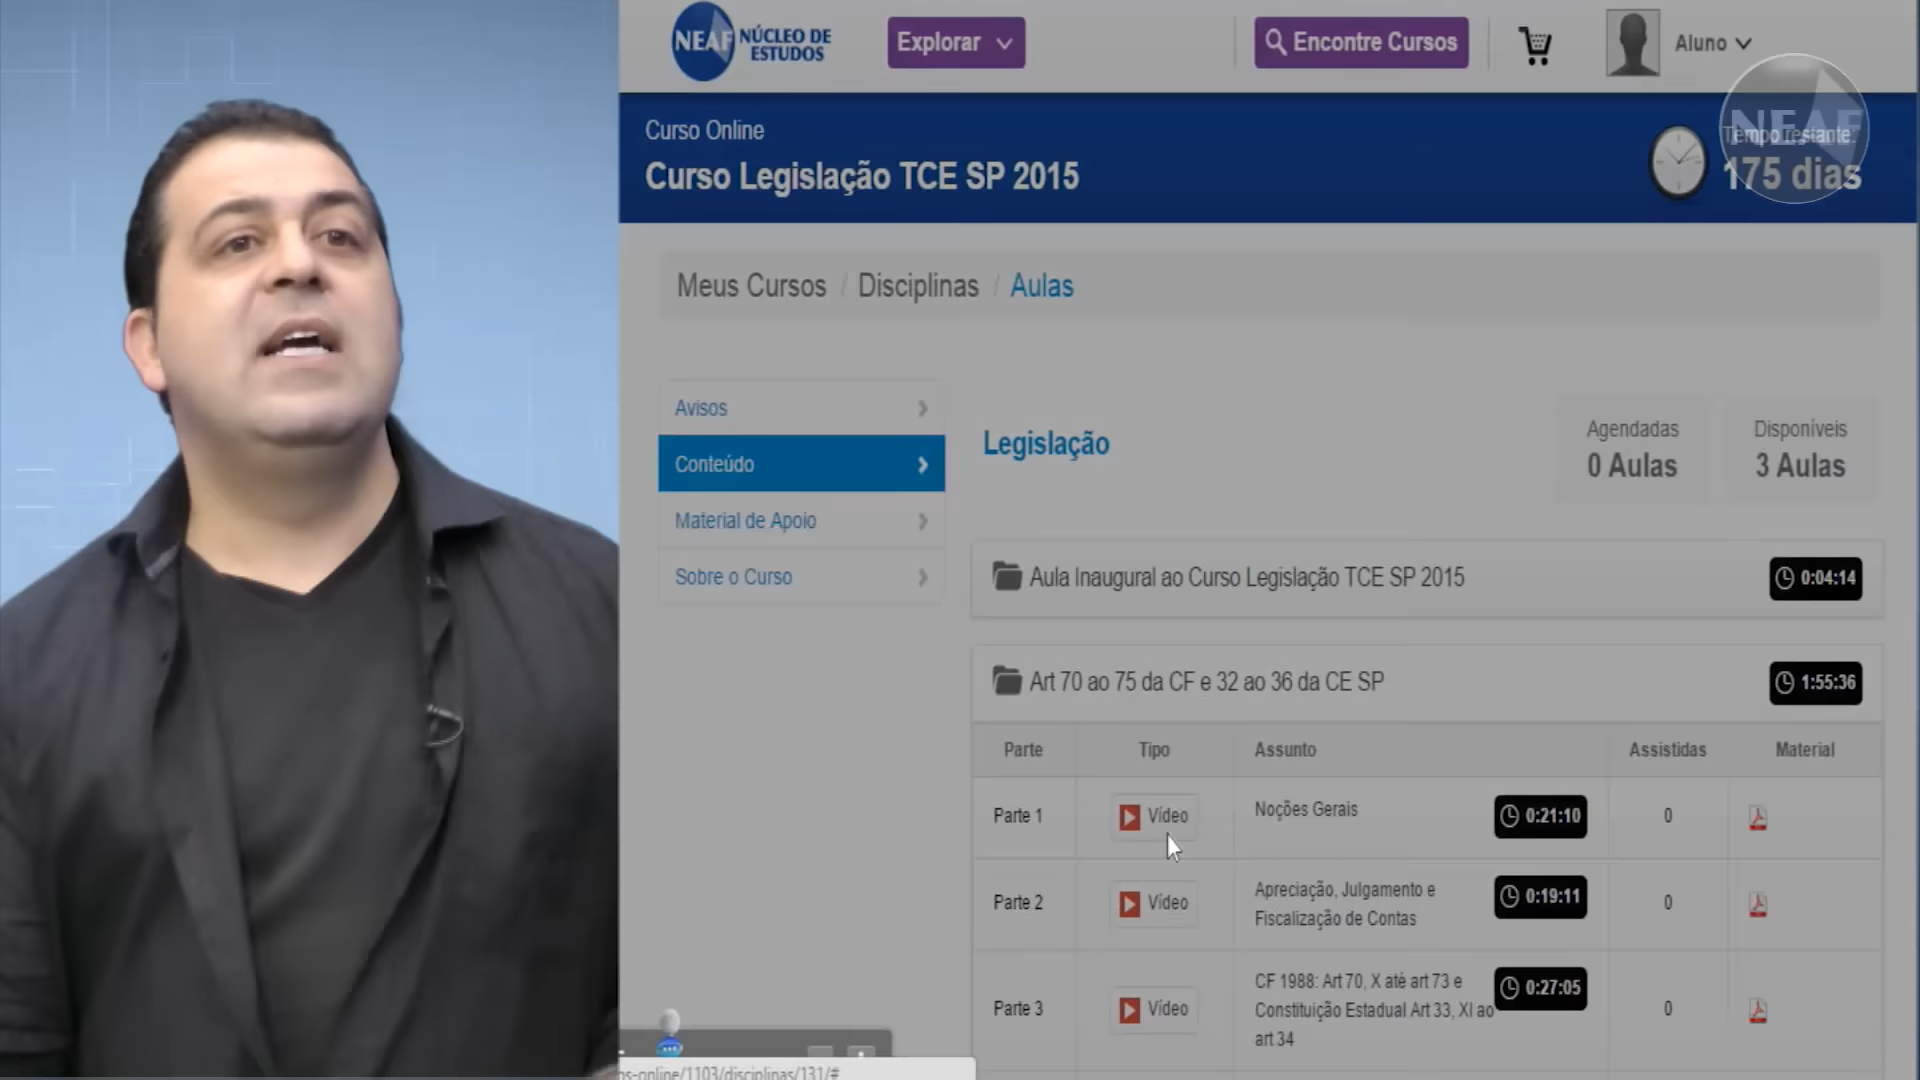 NEAF NÚCLEO DE
ESTUDOS
Explorar
Encontre Cursos
Aluno
NEAF
Curso Online
Curso Legislação TCE SP 2015
Tempo restante:
175 dias
Meus Cursos / Disciplinas / Aulas
Avisos
Conteúdo
Material de Apoio
Sobre o Curso
Legislação
Agendadas
0 Aulas
Disponíveis
3 Aulas
Aula Inaugural ao Curso Legislação TCE SP 2015
0:04:14
Art 70 ao 75 da CF e 32 ao 36 da CE SP
1:55:36
Parte Tipo Assunto Assistidas Material
Parte 1 Vídeo Noções Gerais 0:21:10 0
Parte 2 Vídeo Apreciação, Julgamento e
Fiscalização de Contas 0:19:11 0
Parte 3 Vídeo CF 1988: Art 70, X até art 73 e
Constituição Estadual Art 33, XI ao
art 34 0:27:05 0
os-online/1103/disciplinas/131/#